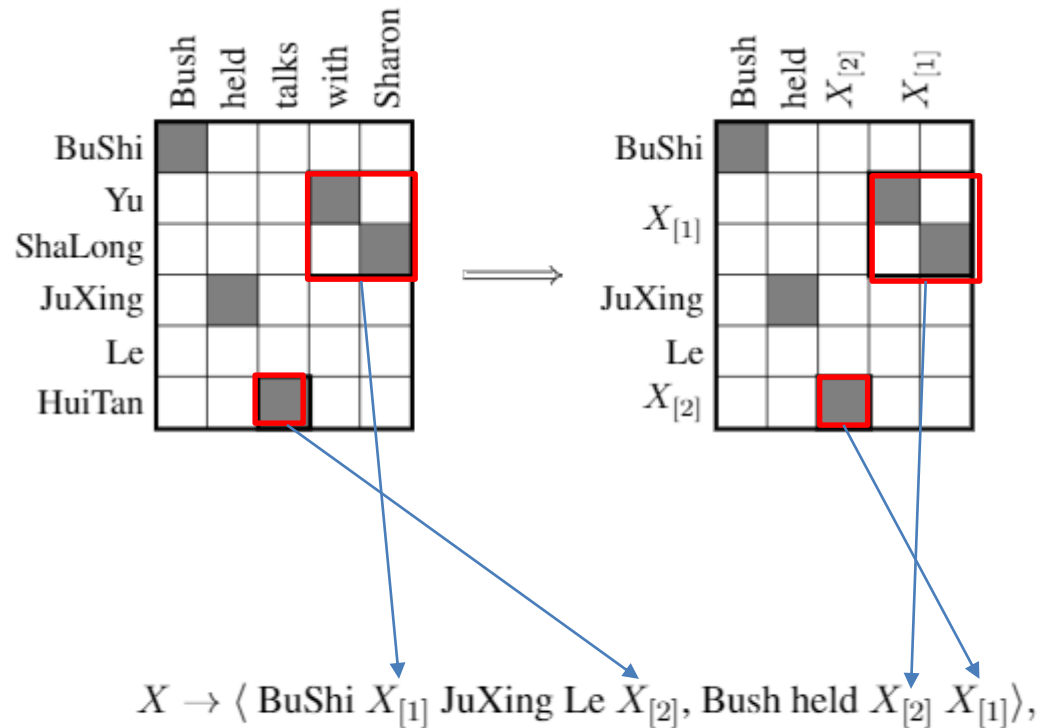 Bush held talks with Sharon
BuShi
Yu
ShaLong
JuXing
Le
HuiTan
Bush held X[2] X[1]
BuShi
X[1]
JuXing
Le
X[2]
X → ⟨ BuShi X[1] JuXing Le X[2], Bush held X[2] X[1]⟩,